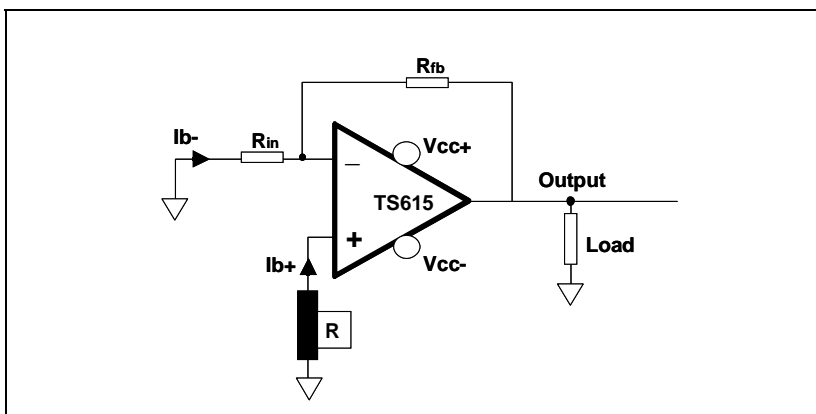 Rfb
Ib-
Rin
Vcc+
_
Output
TS615
+
Load
Ib+
Vcc-
R